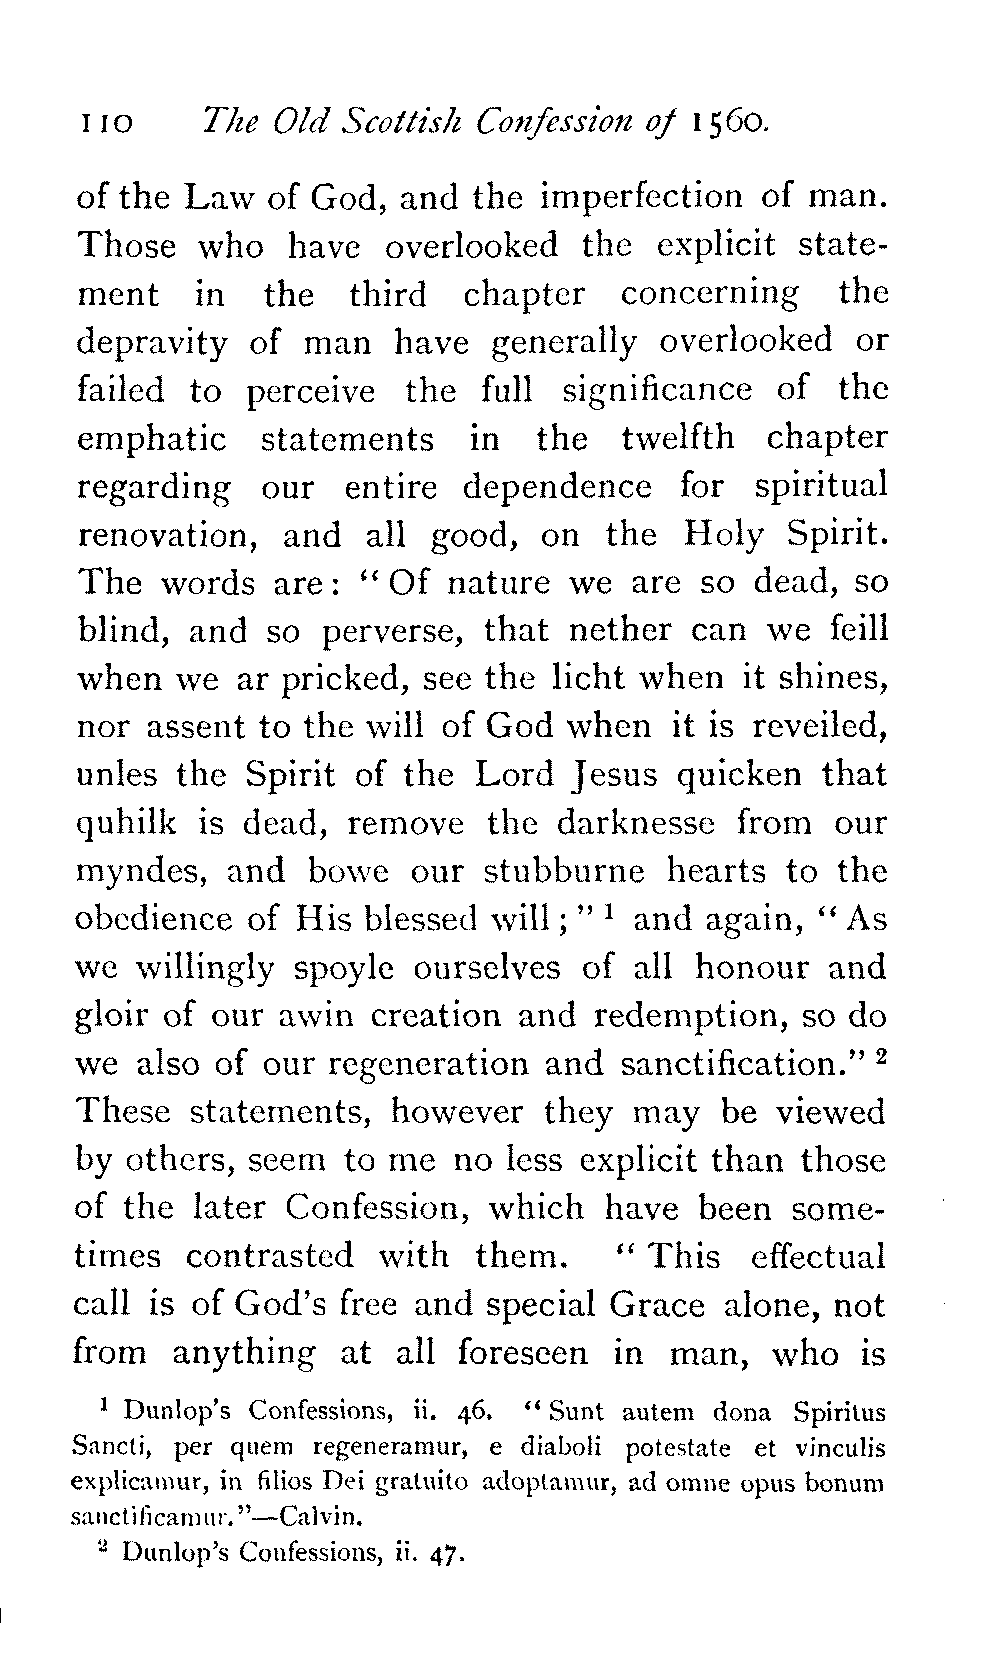 110 The Old Scottish Confession of 1560.
of the Law of God, and the imperfection of man.
Those who have overlooked the explicit state-
ment in the third chapter concerning the
depravity of man have generally overlooked or
failed to perceive the full significance of the
emphatic statements in the twelfth chapter
regarding our entire dependence for spiritual
renovation, and all good, on the Holy Spirit.
The words are: “Of nature we are so dead, so
blind, and so perverse, that nether can we feill
when we ar pricked, see the licht when it shines,
nor assent to the will of God when it is reveiled,
unles the Spirit of the Lord Jesus quicken that
quhilk is dead, remove the darknesse from our
myndes, and bowe our stubburne hearts to the
obedience of His blessed will;” ¹ and again, “As
we willingly spoyle ourselves of all honour and
gloir of our awin creation and redemption, so do
we also of our regeneration and sanctification.” ²
These statements, however they may be viewed
by others, seem to me no less explicit than those
of the later Confession, which have been some-
times contrasted with them. “This effectual
call is of God's free and special Grace alone, not
from anything at all foreseen in man, who is
¹ Dunlop's Confessions, ii. 46. “Sunt autem dona Spiritus
Sancti, per quem regeneramur, e diaboli potestate et vinculis
explicamur, in filios Dei gratuito adoptamur, ad omne opus bonum
sanctificamur.”—Calvin.
² Dunlop's Confessions, ii. 47.